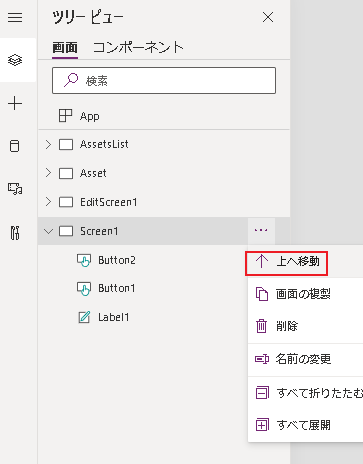 ツリー ビュー
画面 コンポーネント
検索
App
AssetsList
Asset
EditScreen1
Screen1
Button2
上へ移動
Button1
画面の複製
Label1
削除
名前の変更
すべて折りたたむ
すべて展開